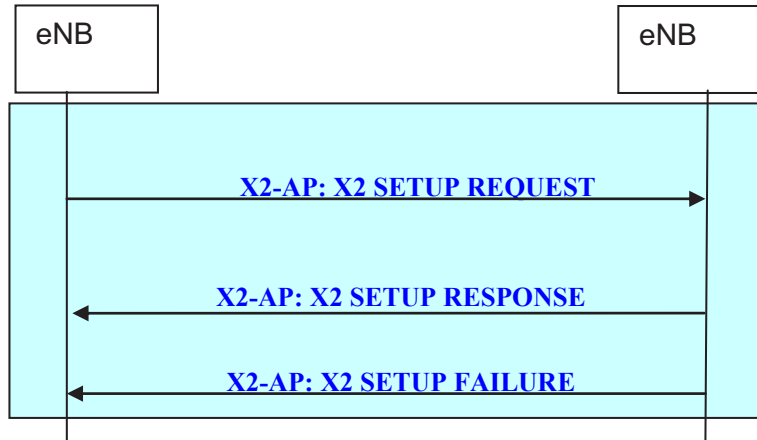 eNB
eNB
X2-AP: X2 SETUP REQUEST
X2-AP: X2 SETUP RESPONSE
X2-AP: X2 SETUP FAILURE